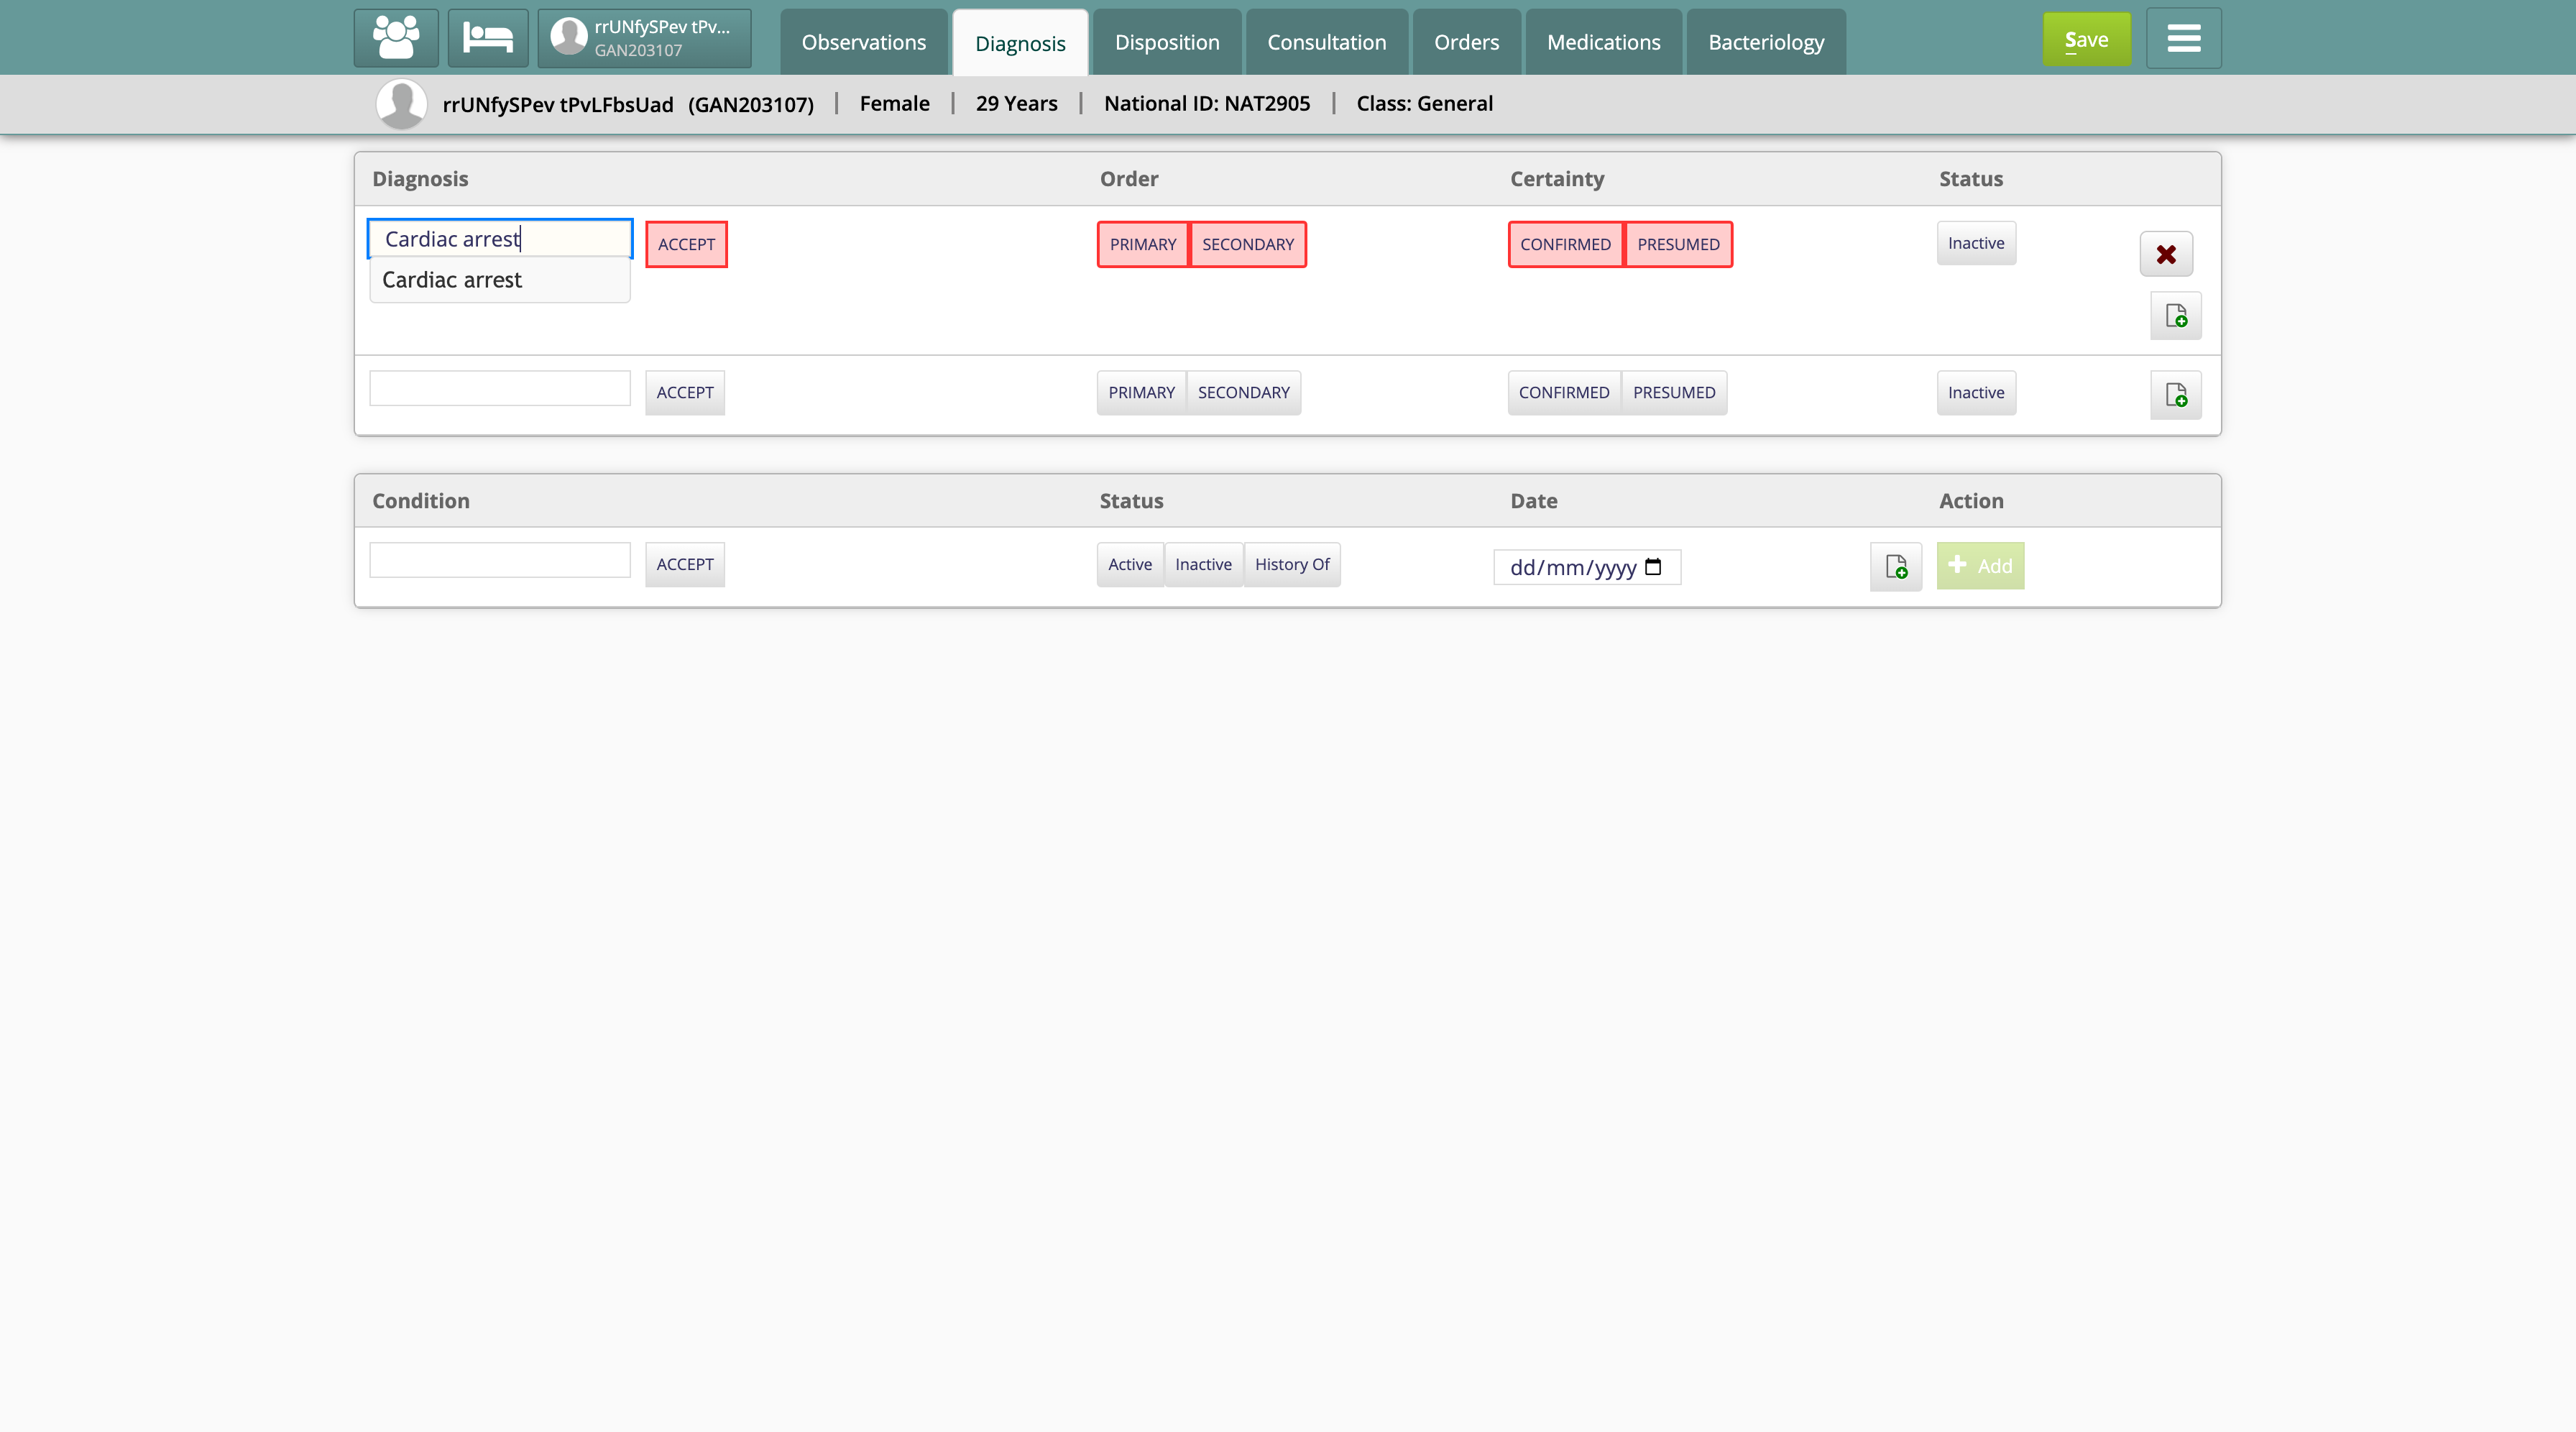 rrUNfySPev tPv...
GAN203107
Observations
Diagnosis
Disposition
Consultation
Orders
Medications
Bacteriology
Save
rrUNfySPev tPvLFbsUad (GAN203107) | Female | 29 Years | National ID: NAT2905 | Class: General
Diagnosis Order Certainty Status
Cardiac arrest ACCEPT PRIMARY SECONDARY CONFIRMED PRESUMED Inactive
Cardiac arrest
ACCEPT PRIMARY SECONDARY CONFIRMED PRESUMED Inactive
Condition Status Date Action
ACCEPT Active Inactive History Of dd/mm/yyyy Add